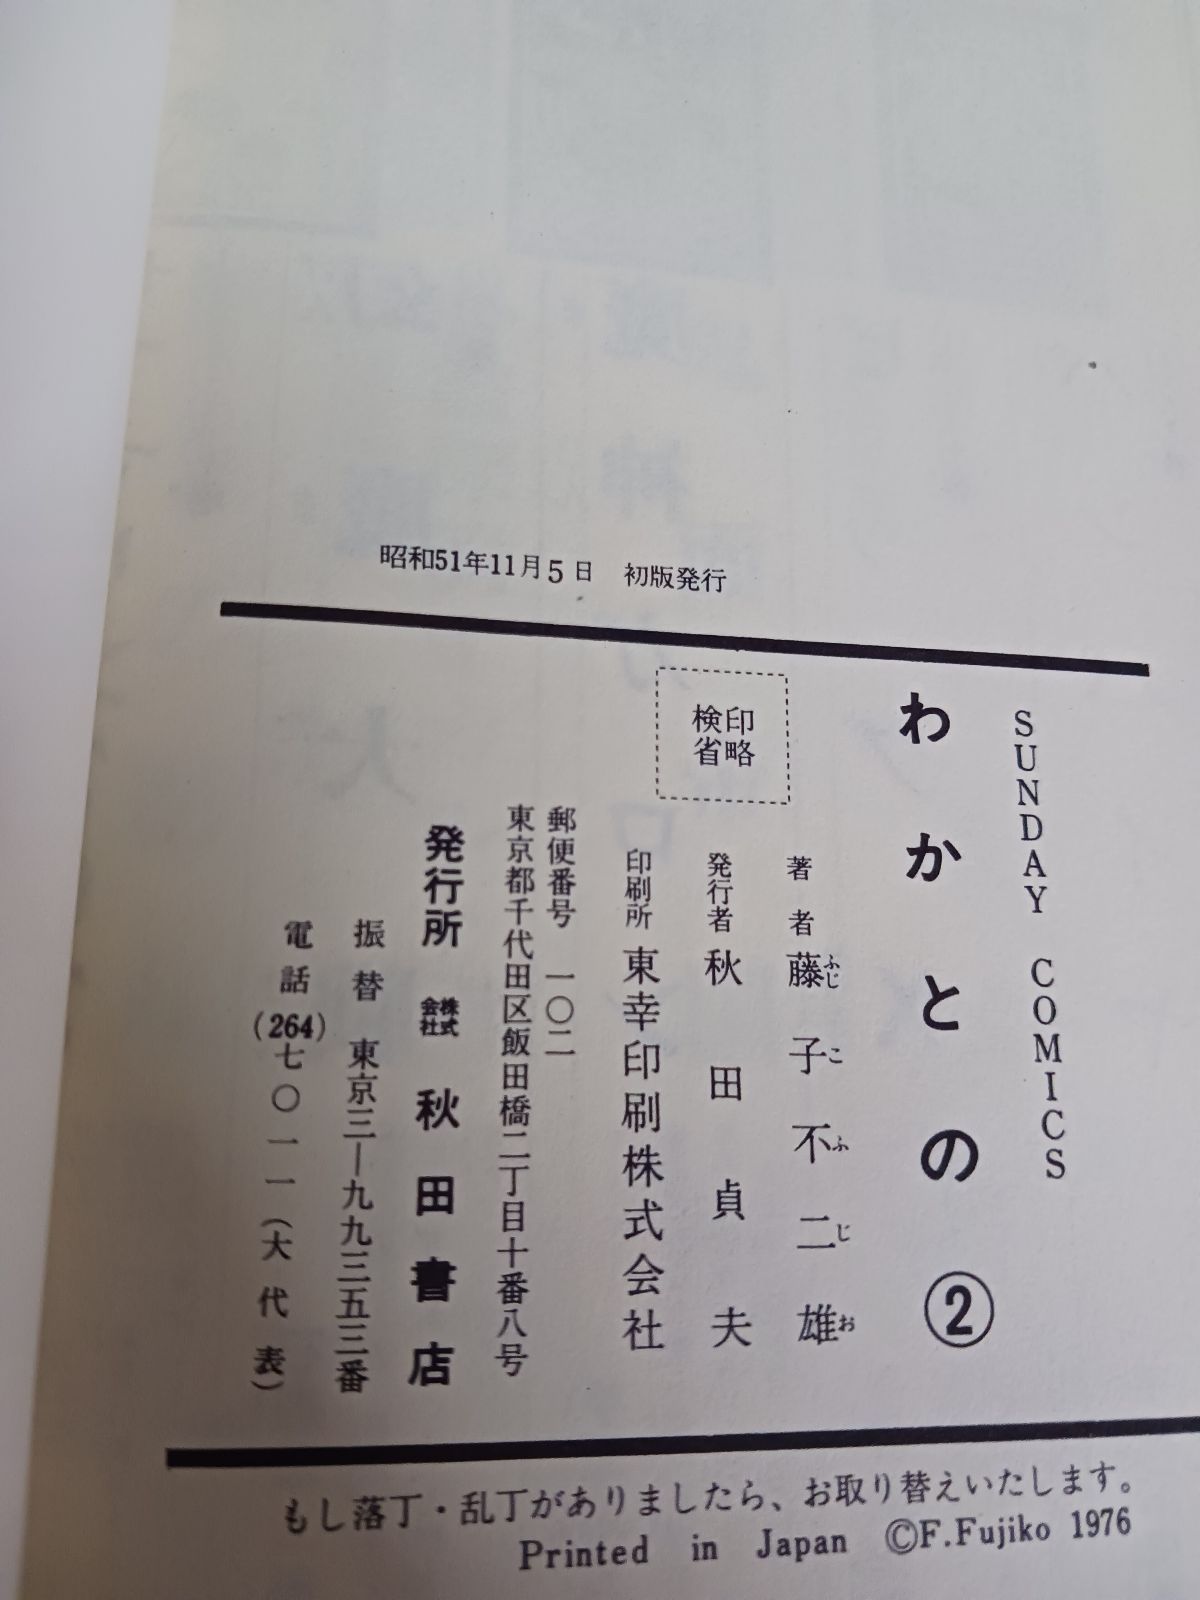 昭和51年11月5日 初版発行
SUNDAY COMICS
わかとの②
検印
省略
著者 藤子不二雄
ふじこふじお
発行者 秋田貞夫
印刷所 東幸印刷株式会社
郵便番号 一〇二
東京都千代田区飯田橋二丁目十番八号
発行所 株式会社 秋田書店
振替 東京三―九九三五三番
電話(264)七〇一一(大代表)
もし落丁・乱丁がありましたら、お取り替えいたします。
Printed in Japan ©F.Fujiko 1976